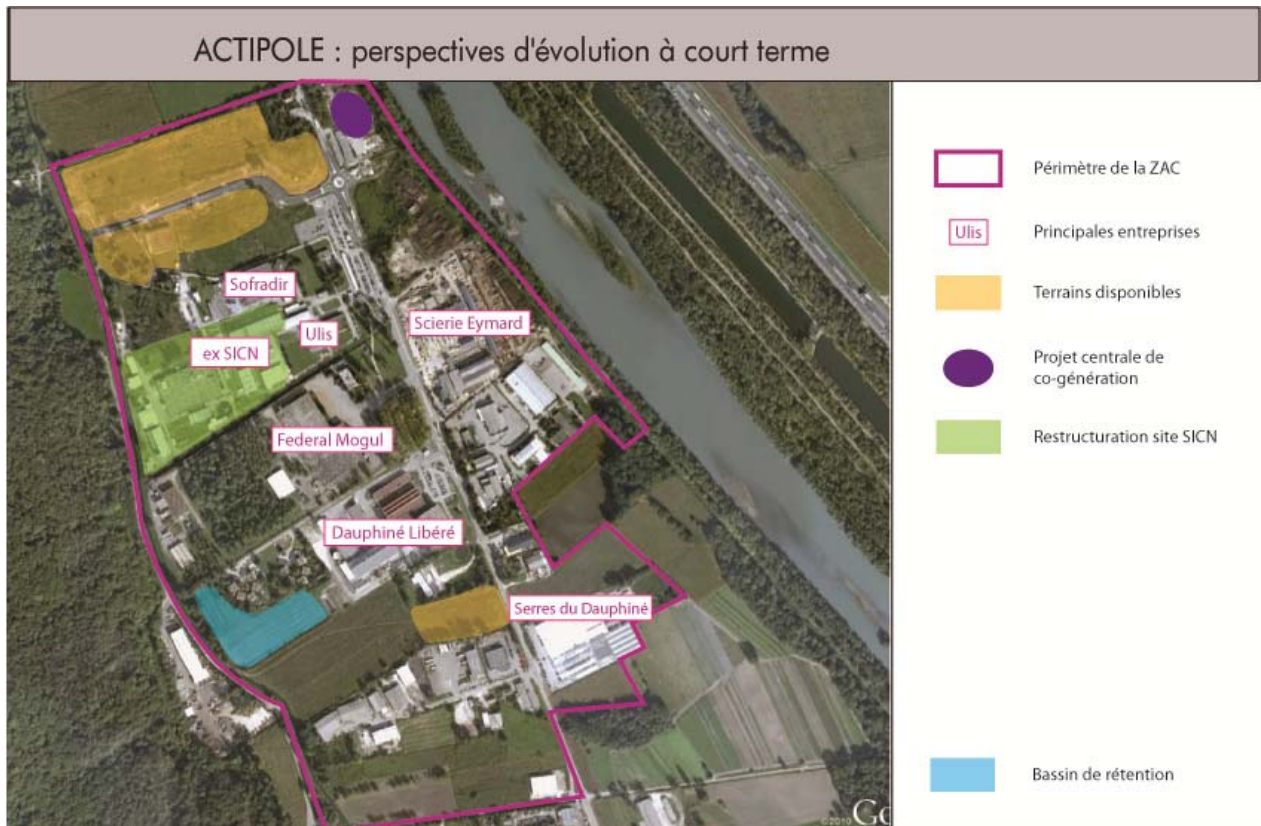 ACTIPOLE : perspectives d'évolution à court terme
Sofradir
Ulis
ex SICN
Scierie Eymard
Federal Mogul
Dauphiné Libéré
Serres du Dauphiné
Périmètre de la ZAC
Ulis
Principales entreprises
Terrains disponibles
Projet centrale de
co-génération
Restructuration site SICN
Bassin de rétention
©2010 Go